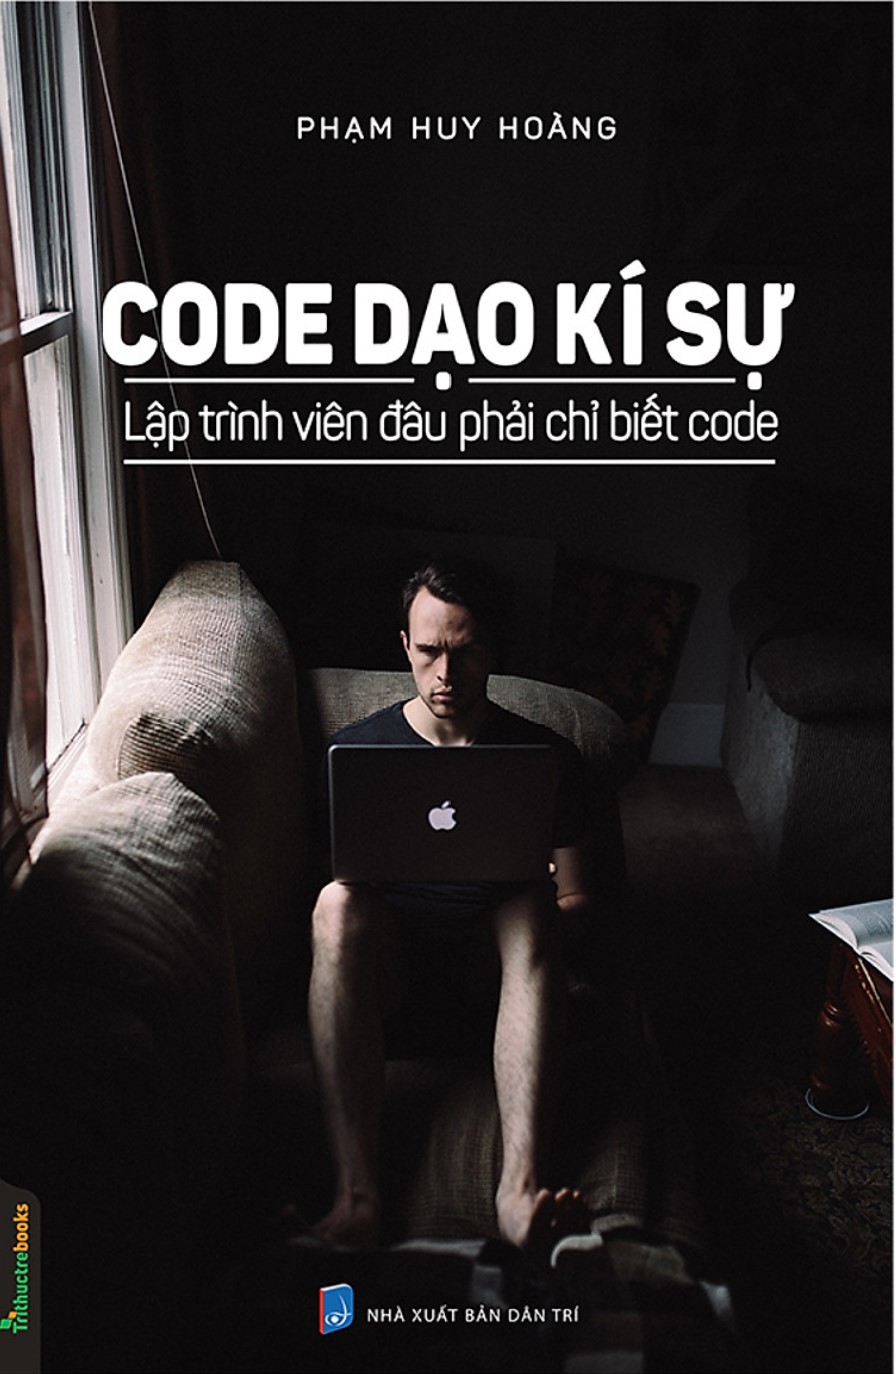 PHẠM HUY HOÀNG
CODE DẠO KÍ SỰ
Lập trình viên đâu phải chỉ biết code
Trithuctrebooks
NHÀ XUẤT BẢN DÂN TRÍ